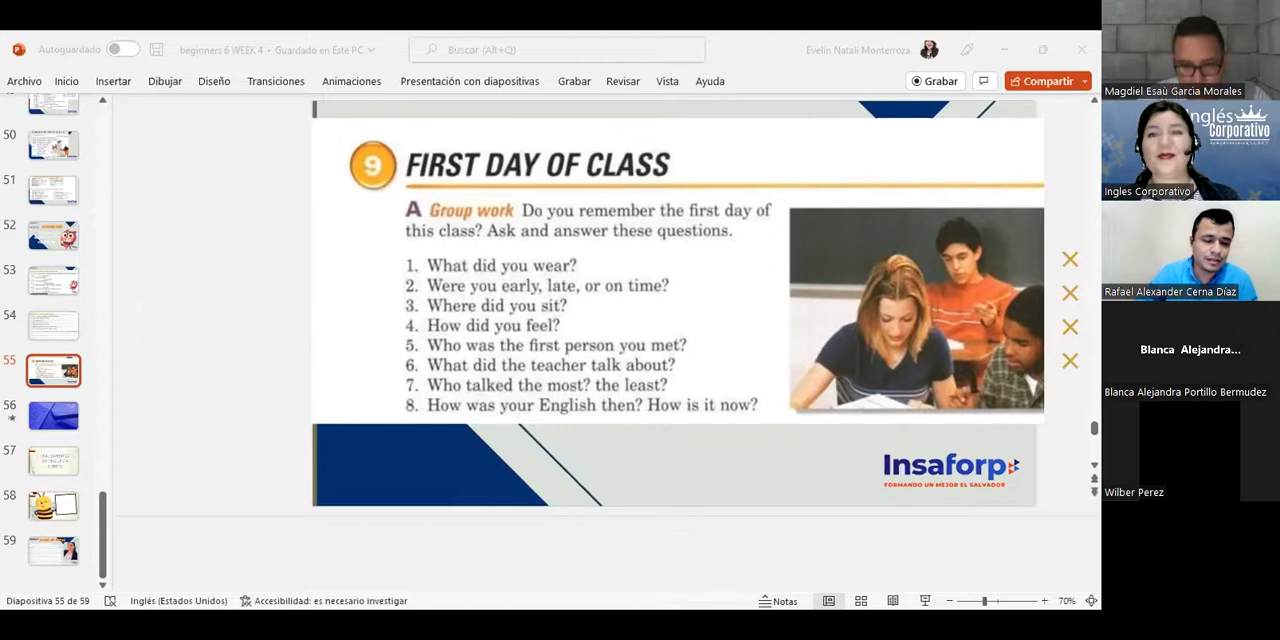 Autoguardado
beginners 6 WEEK 4 • Guardado en Este PC
Buscar (Alt+Q)
Evelin Natali Monterroza
Archivo Inicio Insertar Dibujar Diseño Transiciones Animaciones Presentación con diapositivas Grabar Revisar Vista Ayuda
Grabar
Compartir
50
51
52
53
54
55
56
57
58
59
9 FIRST DAY OF CLASS
A Group work Do you remember the first day of
this class? Ask and answer these questions.
1. What did you wear?
2. Were you early, late, or on time?
3. Where did you sit?
4. How did you feel?
5. Who was the first person you met?
6. What did the teacher talk about?
7. Who talked the most? the least?
8. How was your English then? How is it now?
Insaforp
FORMANDO UN MEJOR EL SALVADOR
Diapositiva 55 de 59
Inglés (Estados Unidos)
Accesibilidad: es necesario investigar
Notas
70%
Magdiel Esaù Garcia Morales
Inglés
Corporativo
Ingles Corporativo
Rafael Alexander Cerna Díaz
Blanca Alejandra...
Blanca Alejandra Portillo Bermudez
Wilber Perez